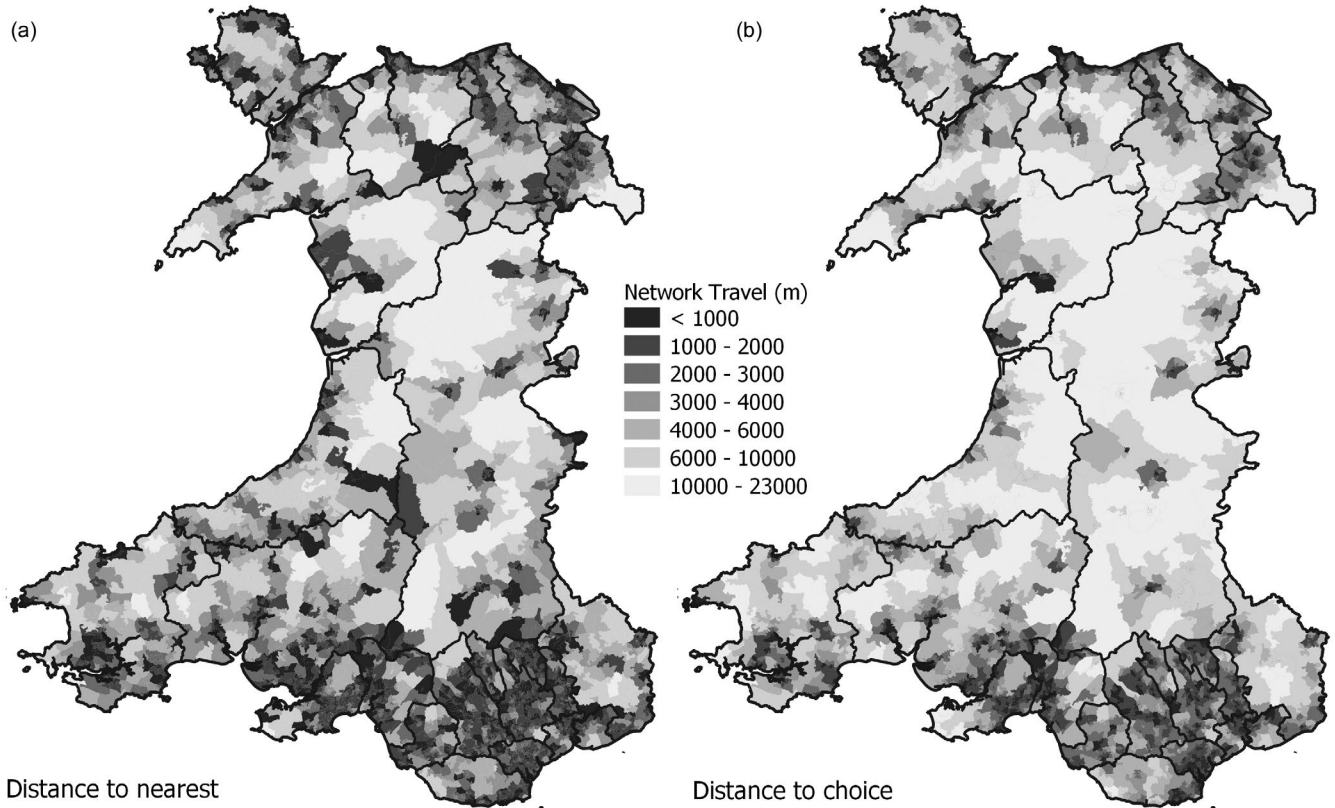 (a)
(b)
Network Travel (m)
< 1000
1000 - 2000
2000 - 3000
3000 - 4000
4000 - 6000
6000 - 10000
10000 - 23000
Distance to nearest
Distance to choice